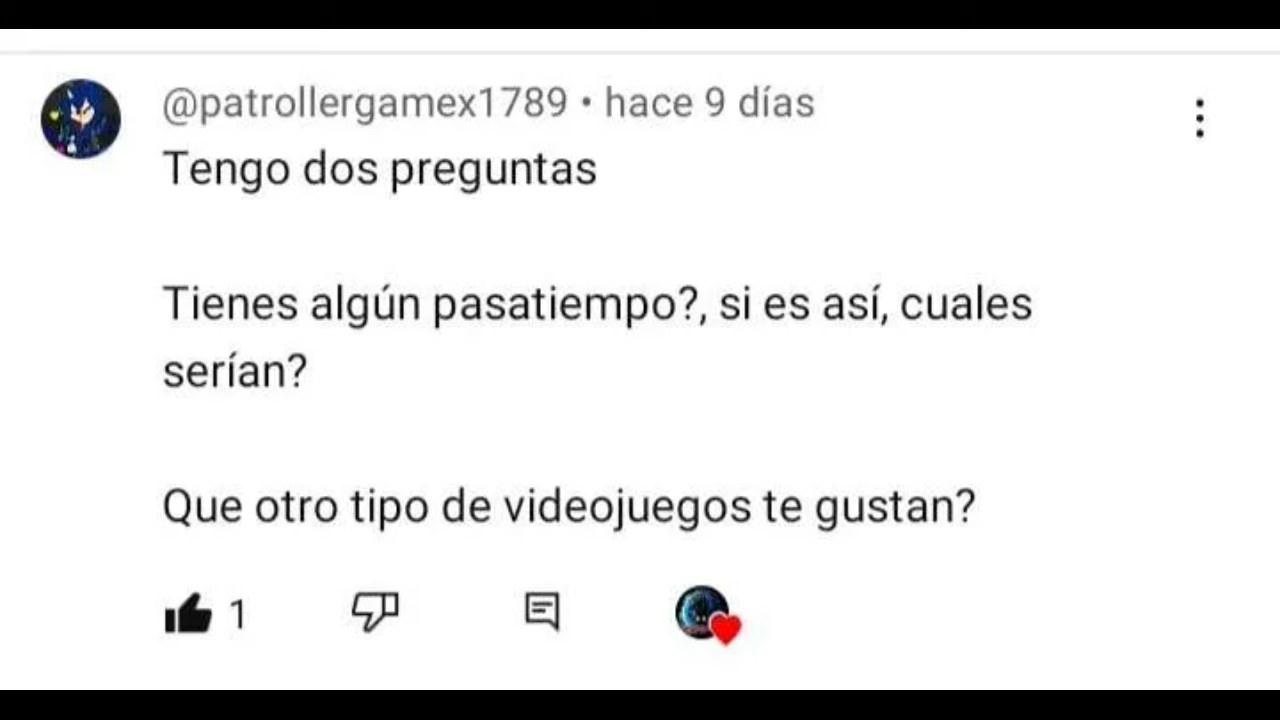 @patrollergamex1789 • hace 9 días
Tengo dos preguntas
Tienes algún pasatiempo?, si es así, cuales
serían?
Que otro tipo de videojuegos te gustan?
1